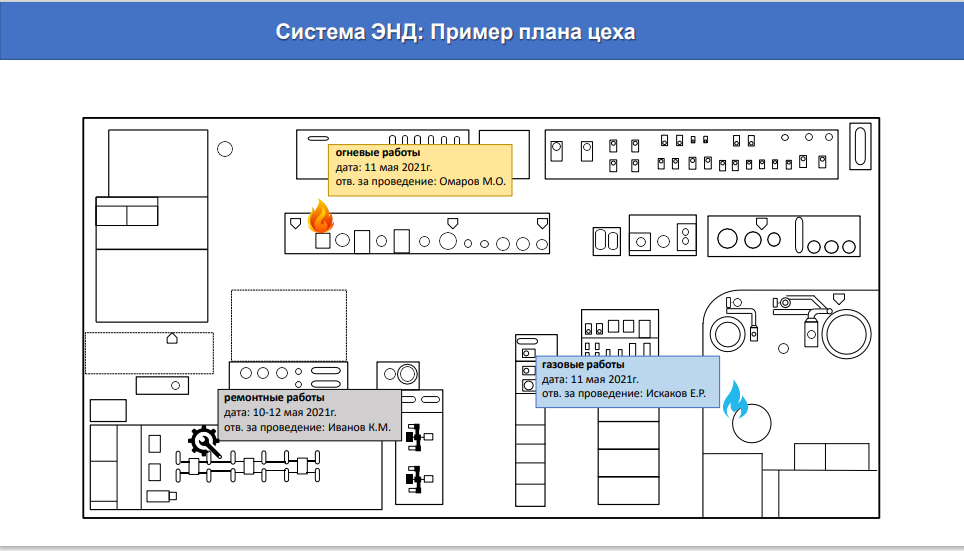 Система ЭНД: Пример плана цеха
огневые работы
дата: 11 мая 2021г.
отв. за проведение: Омаров М.О.
газовые работы
дата: 11 мая 2021г.
отв. за проведение: Искаков Е.Р.
ремонтные работы
дата: 10-12 мая 2021г.
отв. за проведение: Иванов К.М.